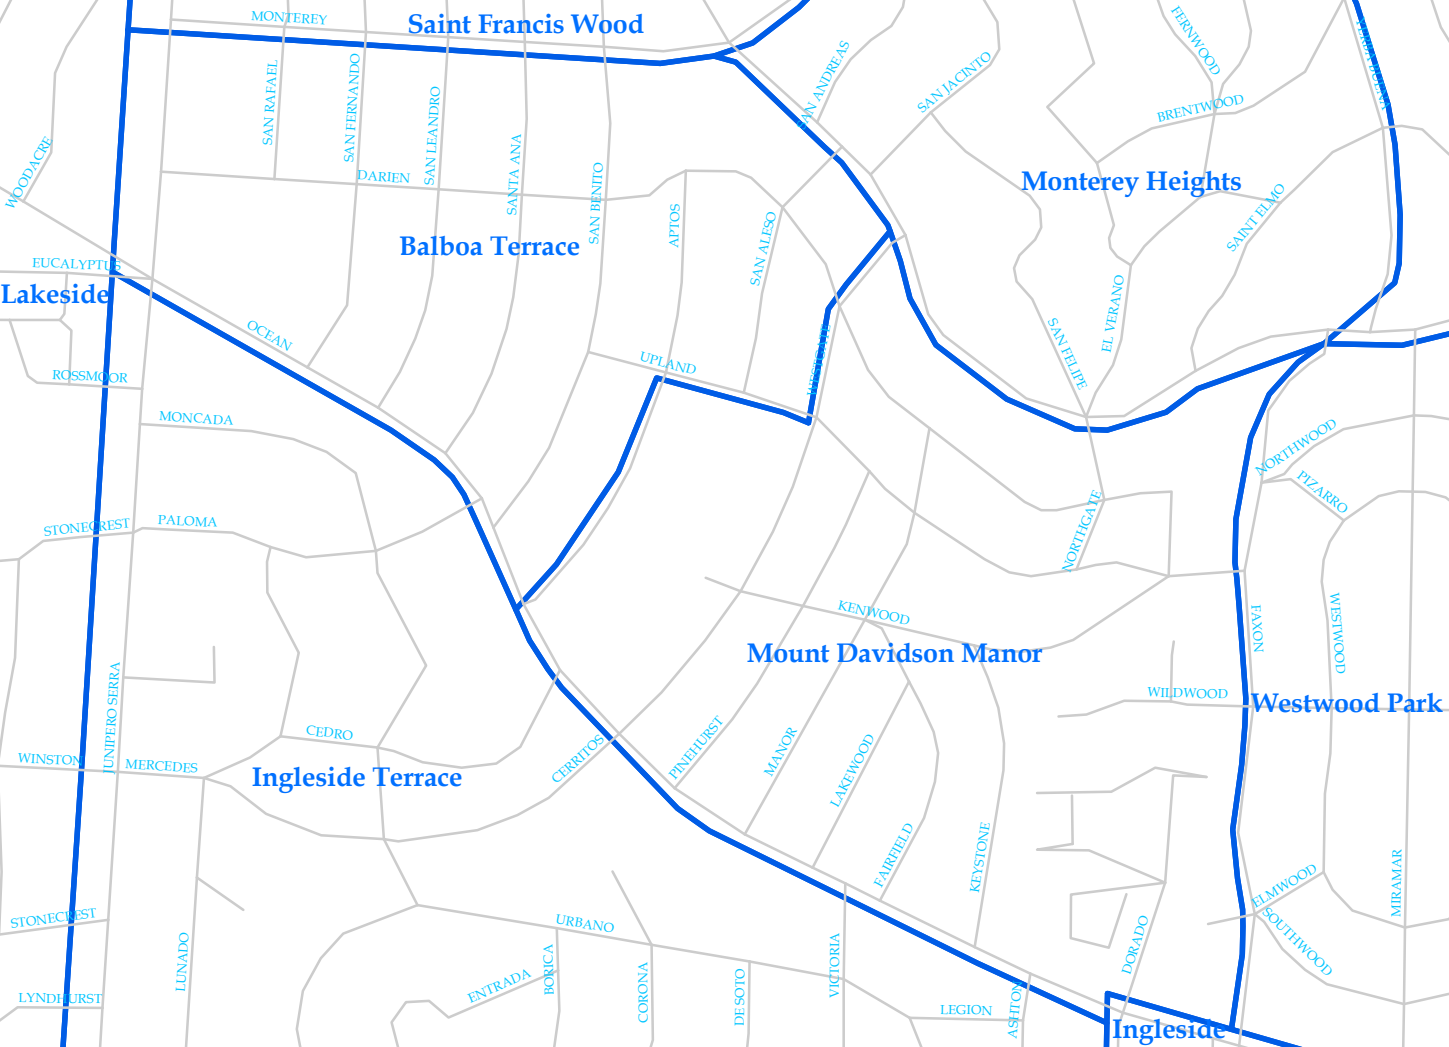 MONTEREY
Saint Francis Wood
FERNWOOD
YERBA BUENA
SAN ANDREAS
SAN JACINTO
SAN RAFAEL
SAN FERNANDO
SAN LEANDRO
BRENTWOOD
WOODACRE
DARIEN
SANTA ANA
SAN BENITO
APTOS
SAN ALESO
Monterey Heights
SAINT ELMO
Balboa Terrace
EUCALYPTUS
Lakeside
OCEAN
EL VERANO
SAN FELIPE
WESTGATE
UPLAND
ROSSMOOR
MONCADA
NORTHWOOD
PIZARRO
STONECREST
PALOMA
NORTHGATE
KENWOOD
FAXON
WESTWOOD
Mount Davidson Manor
JUNIPERO SERRA
WILDWOOD
Westwood Park
CEDRO
WINSTON
MERCEDES
Ingleside Terrace
CERRITOS
PINEHURST
MANOR
LAKEWOOD
FAIRFIELD
KEYSTONE
ELMWOOD
MIRAMAR
STONECREST
URBANO
SOUTHWOOD
LUNADO
ENTRADA
BORICA
CORONA
DE SOTO
VICTORIA
DORADO
LYNDHURST
LEGION
ASHTON
Ingleside